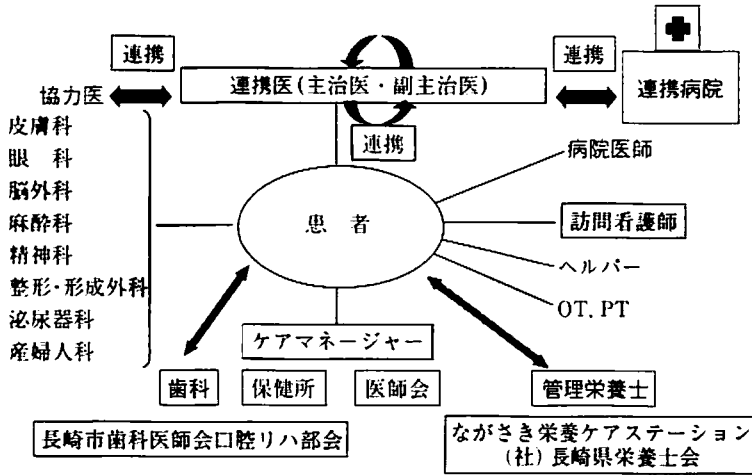 連携
連携
連携医(主治医・副主治医)
連携病院
協力医
連携
皮膚科
眼 科
脳外科
麻酔科
精神科
整形・形成外科
泌尿器科
産婦人科
患 者
病院医師
訪問看護師
ヘルパー
OT, PT
ケアマネージャー
歯科
保健所
医師会
管理栄養士
長崎市歯科医師会口腔リハ部会
ながさき栄養ケアステーション
(社)長崎県栄養士会